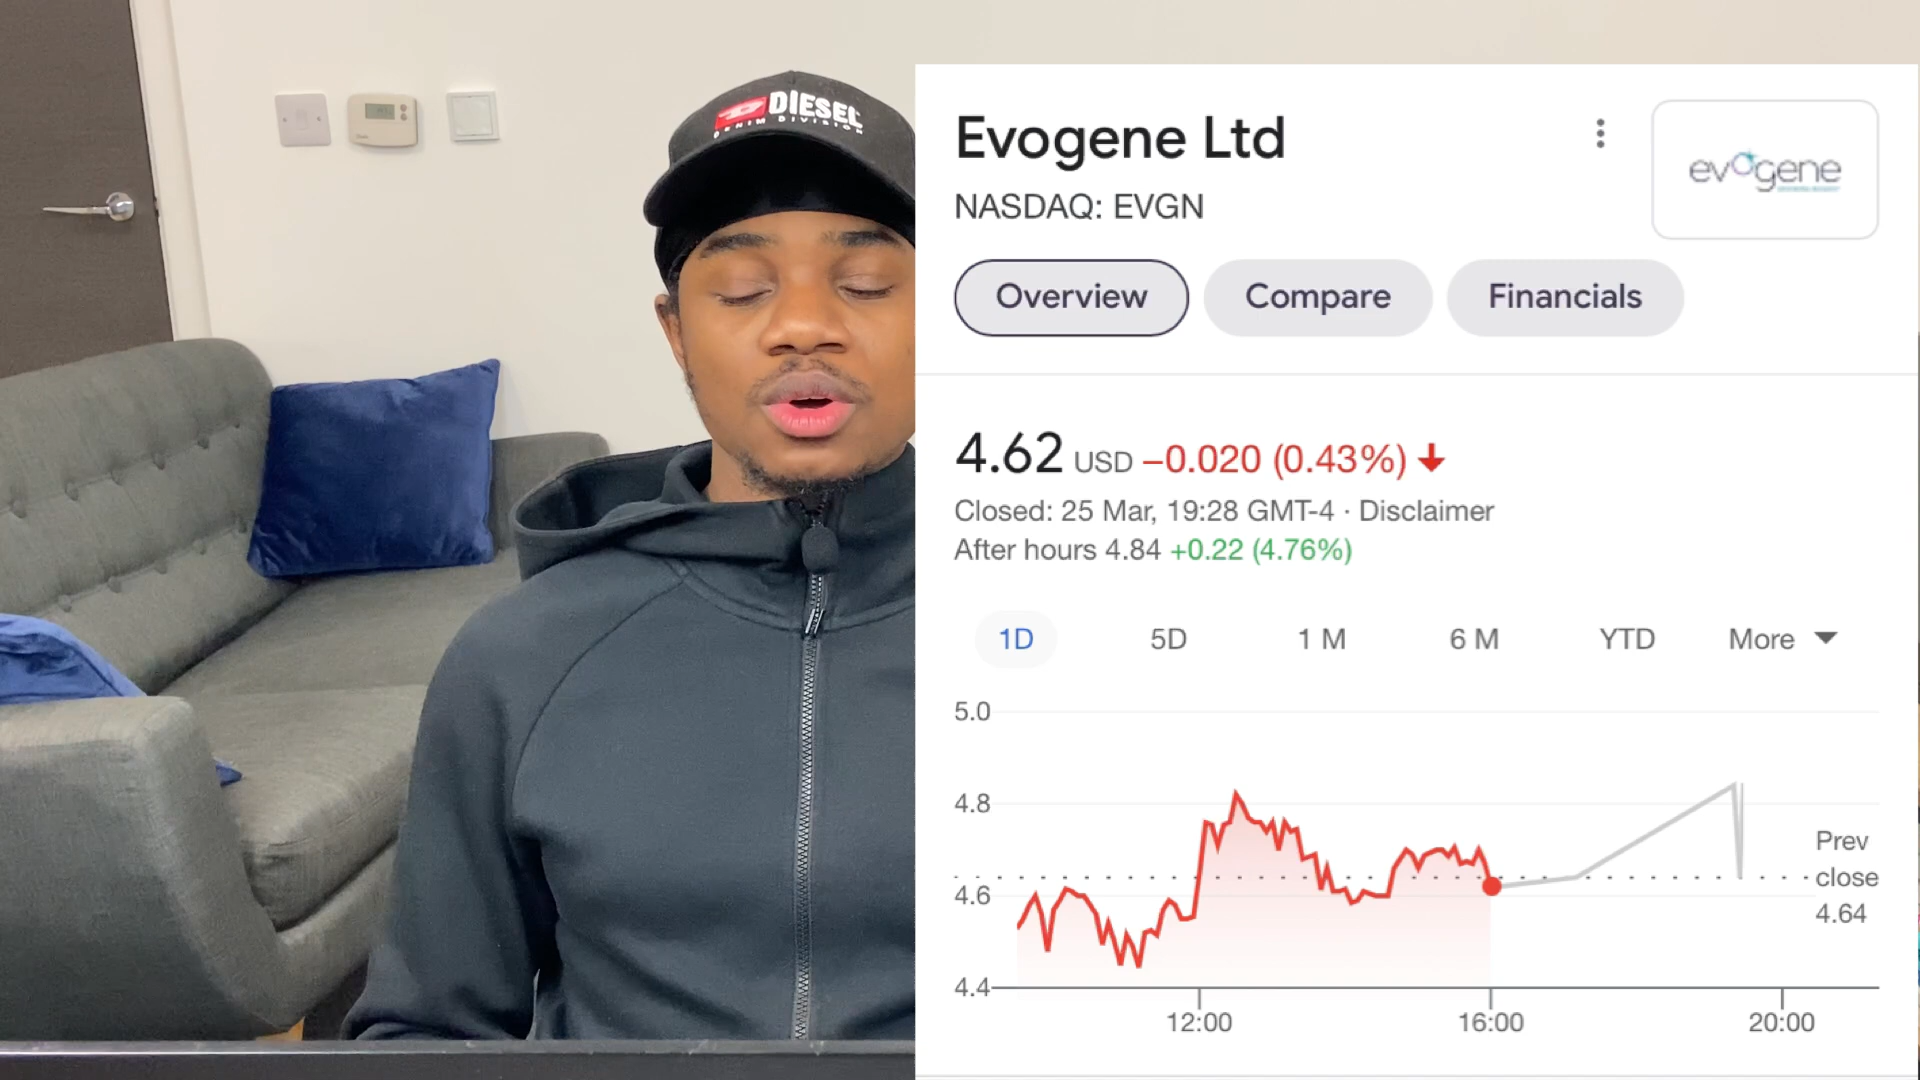 DIESEL
DENIM DIVISION
Evogene Ltd
evogene
NASDAQ: EVGN
Overview
Compare
Financials
4.62 USD −0.020 (0.43%)
Closed: 25 Mar, 19:28 GMT-4 · Disclaimer
After hours 4.84 +0.22 (4.76%)
1D
5D
1 M
6 M
YTD
More
5.0
4.8
4.6
4.4
Prev
close
4.64
12:00
16:00
20:00